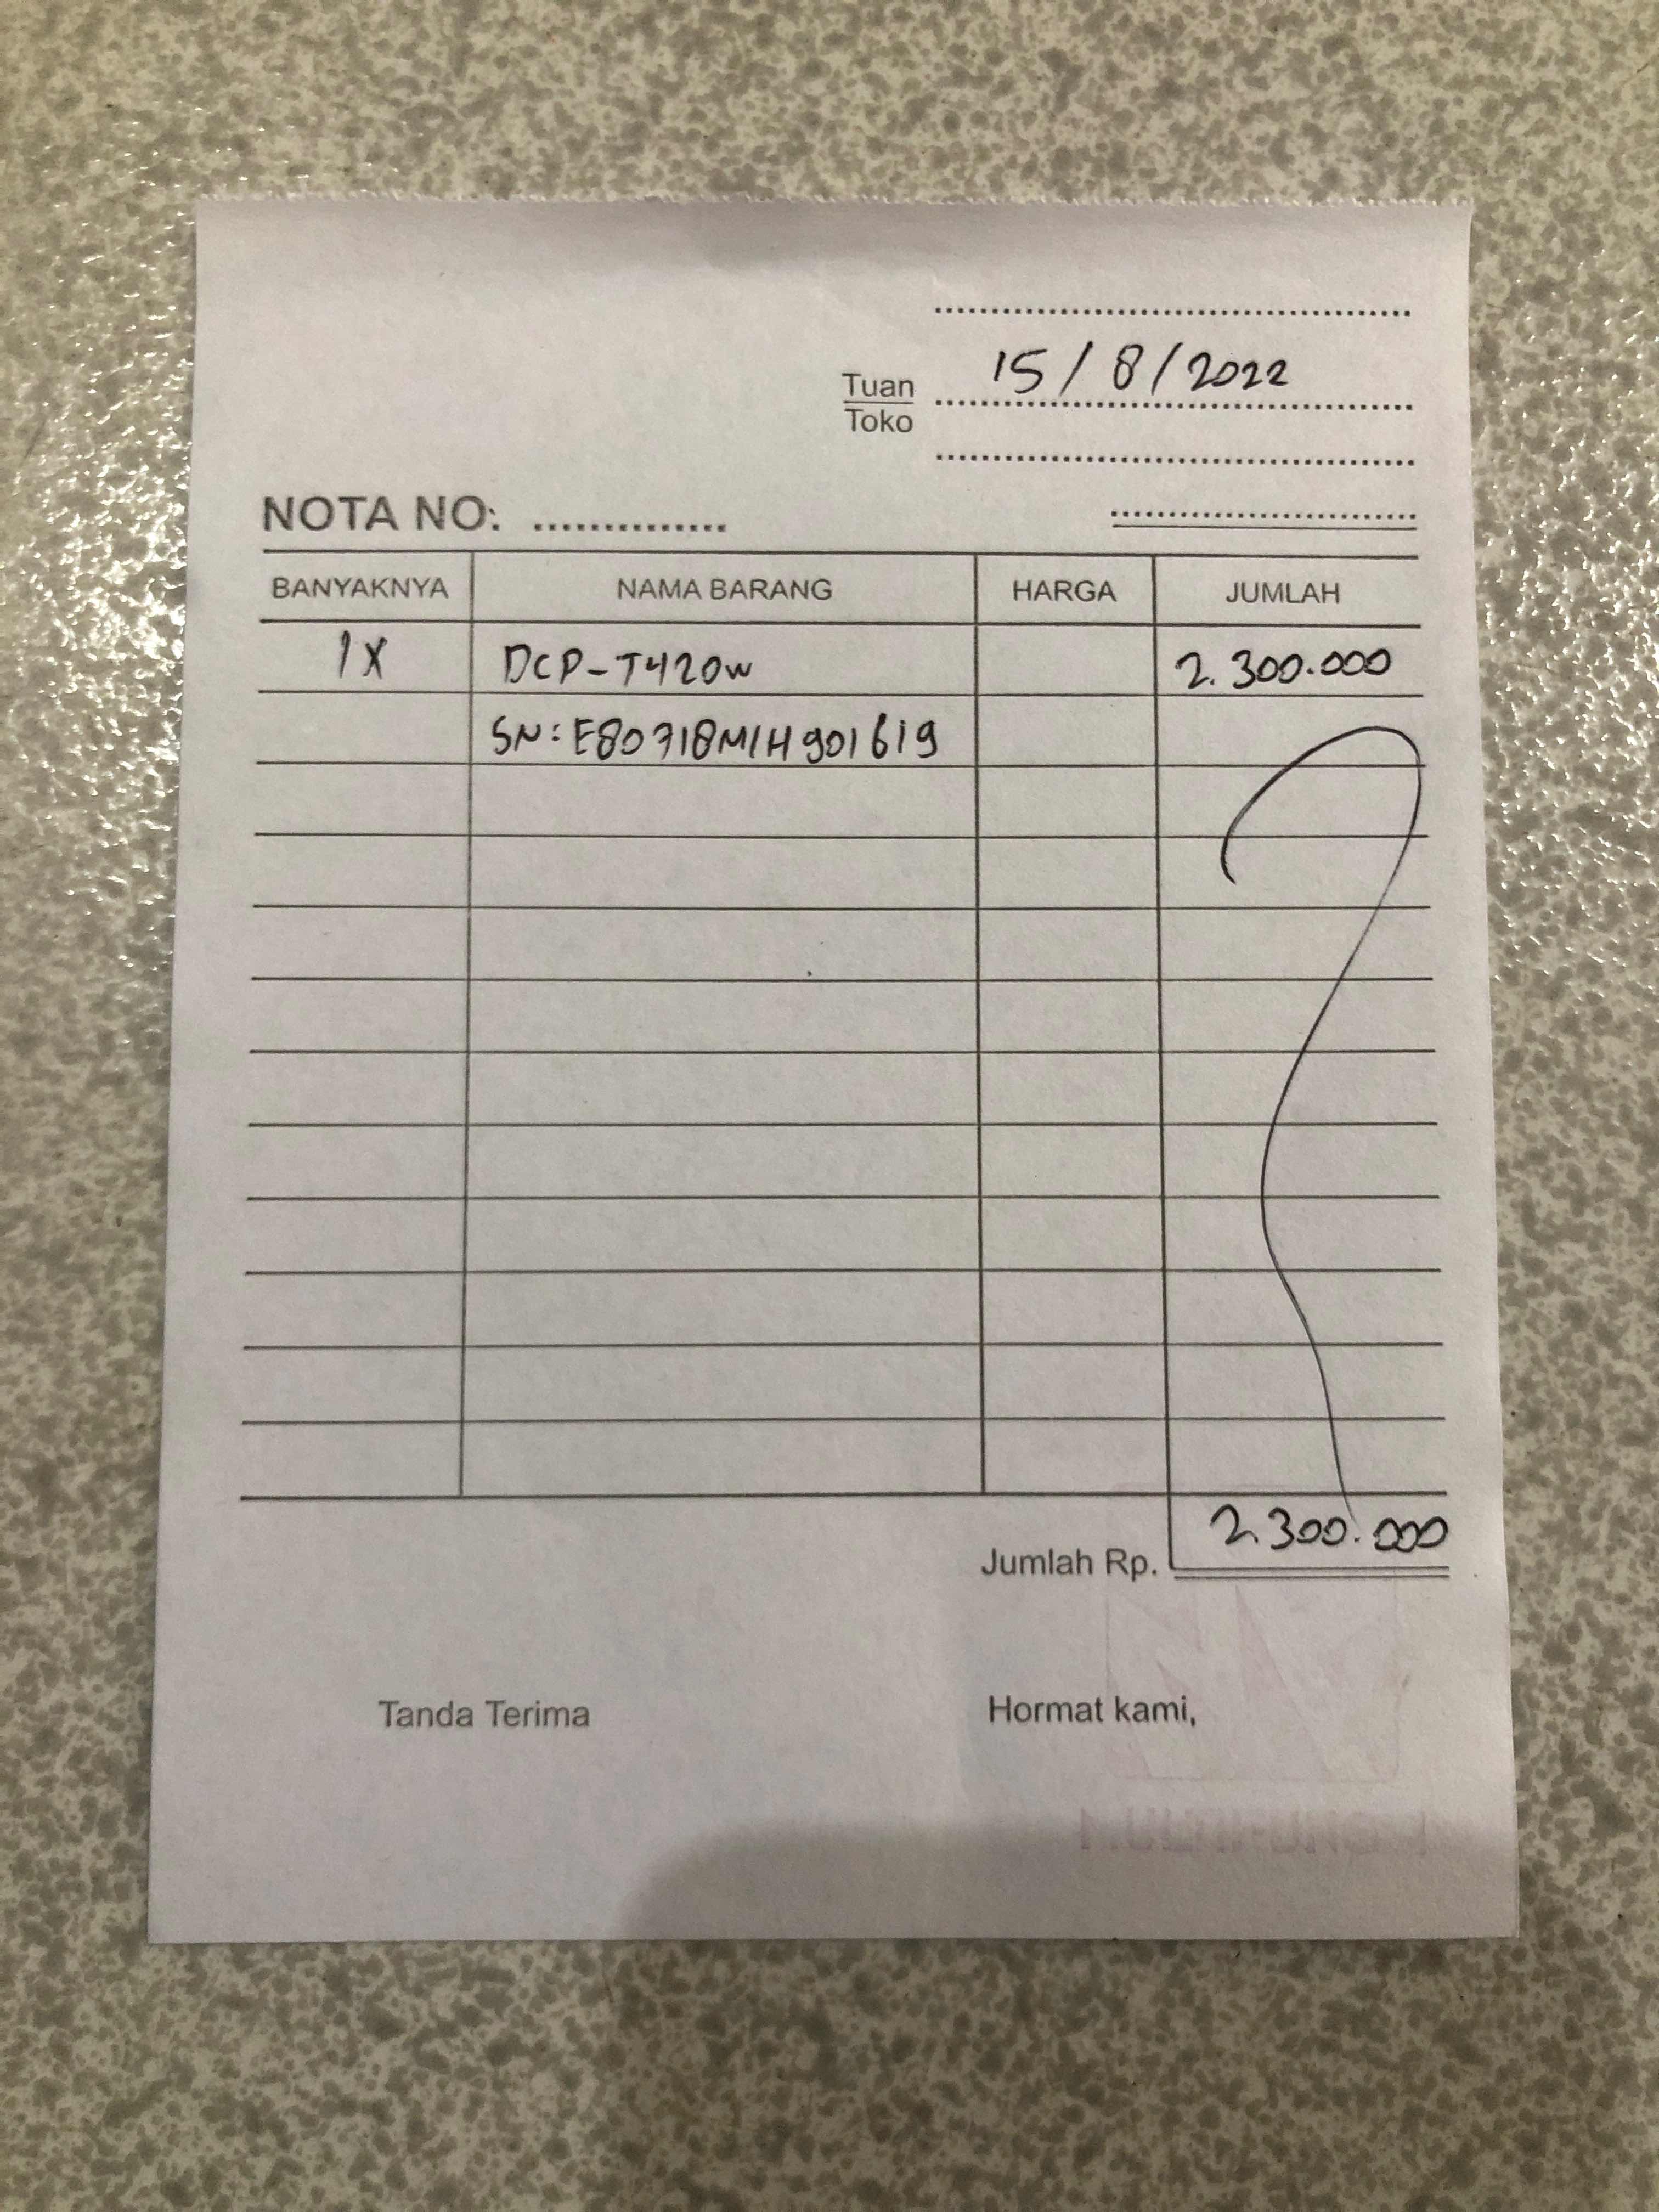 15/8/2022
Tuan
Toko
NOTA NO:
BANYAKNYA NAMA BARANG HARGA JUMLAH
1X DCP-T420W 2.300.000
SN: E80718M1H901619
Jumlah Rp. 2.300.000
Tanda Terima Hormat kami,